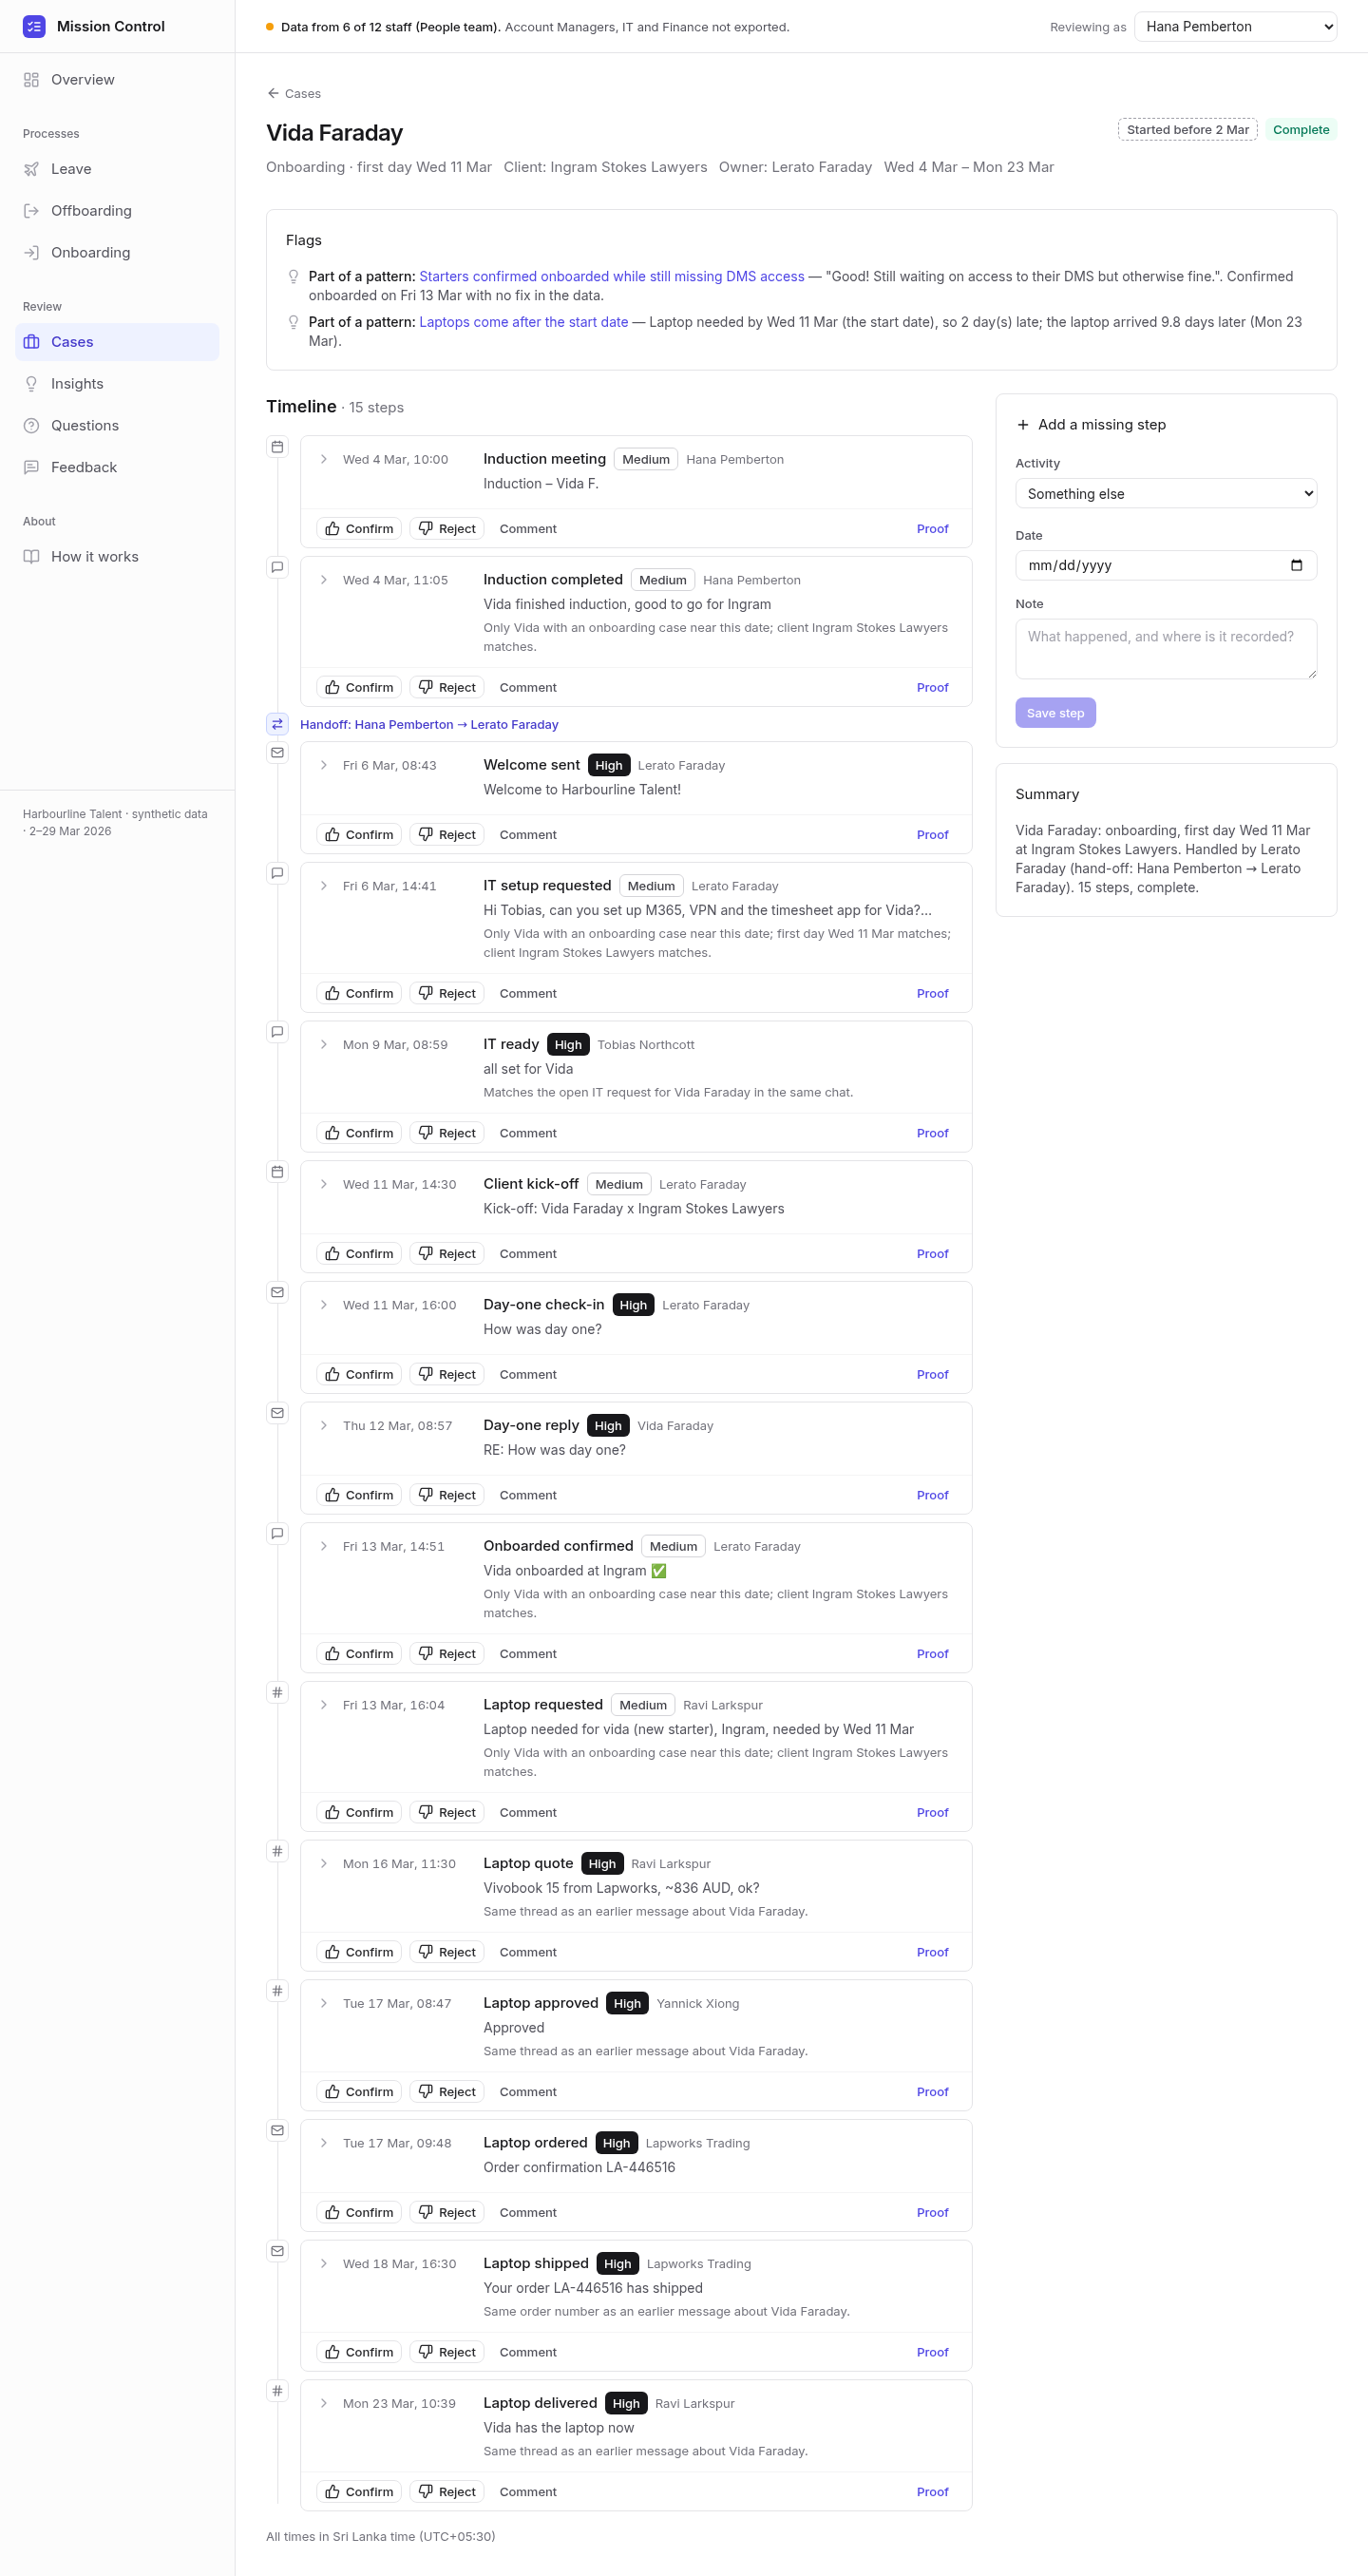 Mission Control
Data from 6 of 12 staff (People team). Account Managers, IT and Finance not exported.
Reviewing as
Hana Pemberton
Overview
Processes
Leave
Offboarding
Onboarding
Review
Cases
Insights
Questions
Feedback
About
How it works
Harbourline Talent · synthetic data
· 2–29 Mar 2026
Cases
Vida Faraday
Started before 2 Mar
Complete
Onboarding · first day Wed 11 Mar Client: Ingram Stokes Lawyers Owner: Lerato Faraday Wed 4 Mar – Mon 23 Mar
Flags
Part of a pattern: Starters confirmed onboarded while still missing DMS access — "Good! Still waiting on access to their DMS but otherwise fine.". Confirmed
onboarded on Fri 13 Mar with no fix in the data.
Part of a pattern: Laptops come after the start date — Laptop needed by Wed 11 Mar (the start date), so 2 day(s) late; the laptop arrived 9.8 days later (Mon 23
Mar).
Timeline · 15 steps
Wed 4 Mar, 10:00 Induction meeting Medium Hana Pemberton
Induction – Vida F.
Confirm Reject Comment Proof
Wed 4 Mar, 11:05 Induction completed Medium Hana Pemberton
Vida finished induction, good to go for Ingram
Only Vida with an onboarding case near this date; client Ingram Stokes Lawyers
matches.
Confirm Reject Comment Proof
Handoff: Hana Pemberton → Lerato Faraday
Fri 6 Mar, 08:43 Welcome sent High Lerato Faraday
Welcome to Harbourline Talent!
Confirm Reject Comment Proof
Fri 6 Mar, 14:41 IT setup requested Medium Lerato Faraday
Hi Tobias, can you set up M365, VPN and the timesheet app for Vida?...
Only Vida with an onboarding case near this date; first day Wed 11 Mar matches;
client Ingram Stokes Lawyers matches.
Confirm Reject Comment Proof
Mon 9 Mar, 08:59 IT ready High Tobias Northcott
all set for Vida
Matches the open IT request for Vida Faraday in the same chat.
Confirm Reject Comment Proof
Wed 11 Mar, 14:30 Client kick-off Medium Lerato Faraday
Kick-off: Vida Faraday x Ingram Stokes Lawyers
Confirm Reject Comment Proof
Wed 11 Mar, 16:00 Day-one check-in High Lerato Faraday
How was day one?
Confirm Reject Comment Proof
Thu 12 Mar, 08:57 Day-one reply High Vida Faraday
RE: How was day one?
Confirm Reject Comment Proof
Fri 13 Mar, 14:51 Onboarded confirmed Medium Lerato Faraday
Vida onboarded at Ingram ✅
Only Vida with an onboarding case near this date; client Ingram Stokes Lawyers
matches.
Confirm Reject Comment Proof
Fri 13 Mar, 16:04 Laptop requested Medium Ravi Larkspur
Laptop needed for vida (new starter), Ingram, needed by Wed 11 Mar
Only Vida with an onboarding case near this date; client Ingram Stokes Lawyers
matches.
Confirm Reject Comment Proof
Mon 16 Mar, 11:30 Laptop quote High Ravi Larkspur
Vivobook 15 from Lapworks, ~836 AUD, ok?
Same thread as an earlier message about Vida Faraday.
Confirm Reject Comment Proof
Tue 17 Mar, 08:47 Laptop approved High Yannick Xiong
Approved
Same thread as an earlier message about Vida Faraday.
Confirm Reject Comment Proof
Tue 17 Mar, 09:48 Laptop ordered High Lapworks Trading
Order confirmation LA-446516
Confirm Reject Comment Proof
Wed 18 Mar, 16:30 Laptop shipped High Lapworks Trading
Your order LA-446516 has shipped
Same order number as an earlier message about Vida Faraday.
Confirm Reject Comment Proof
Mon 23 Mar, 10:39 Laptop delivered High Ravi Larkspur
Vida has the laptop now
Same thread as an earlier message about Vida Faraday.
Confirm Reject Comment Proof
All times in Sri Lanka time (UTC+05:30)
Add a missing step
Activity
Something else
Date
mm/dd/yyyy
Note
What happened, and where is it recorded?
Save step
Summary
Vida Faraday: onboarding, first day Wed 11 Mar
at Ingram Stokes Lawyers. Handled by Lerato
Faraday (hand-off: Hana Pemberton → Lerato
Faraday). 15 steps, complete.